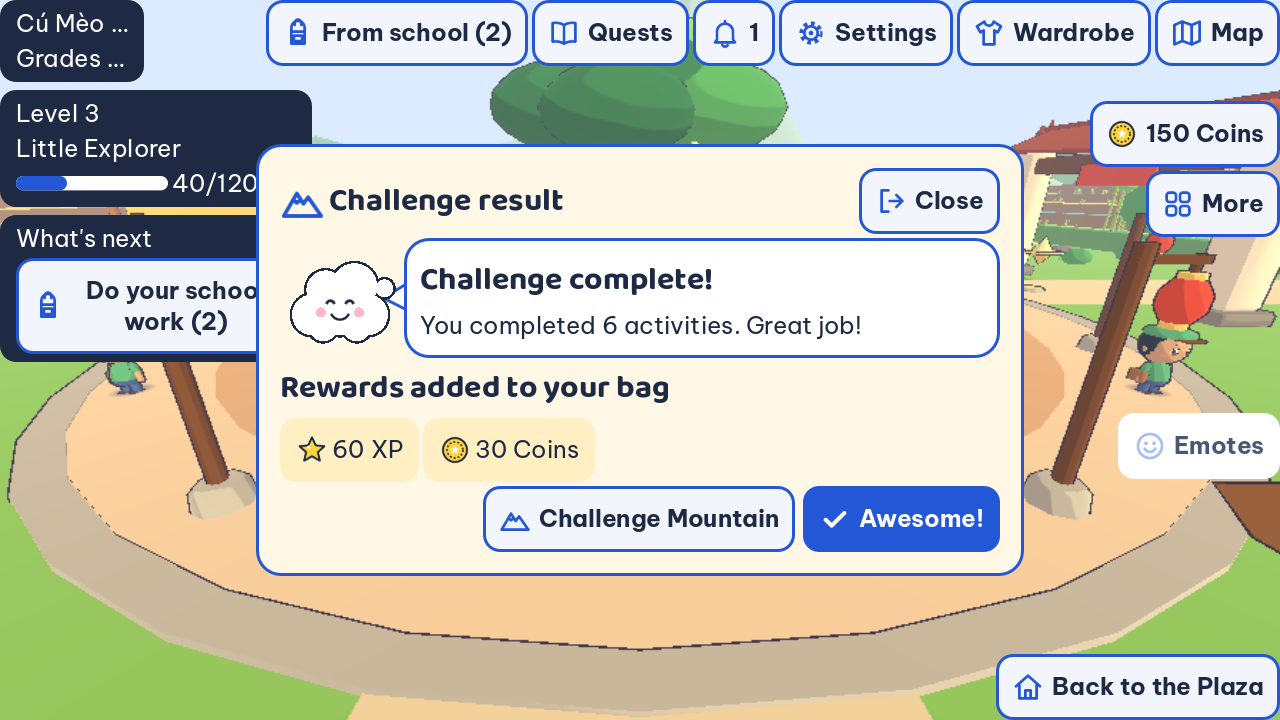 Cú Mèo ...
Grades ...
From school (2)
Quests
1
Settings
Wardrobe
Map
Level 3
Little Explorer
40/120
150 Coins
More
What's next
Do your schoo
work (2)
Challenge result
Close
Challenge complete!
You completed 6 activities. Great job!
Rewards added to your bag
60 XP
30 Coins
Challenge Mountain
Awesome!
Emotes
Back to the Plaza